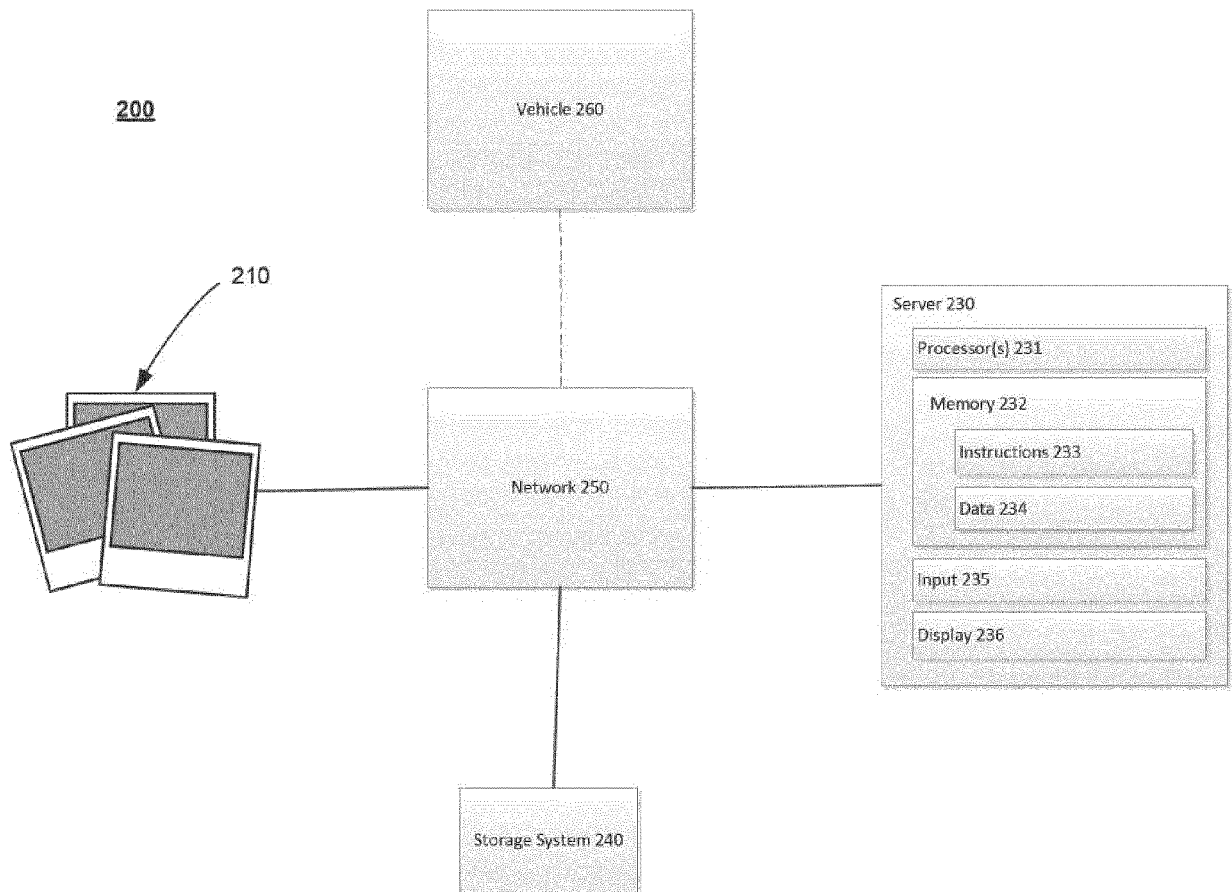 200
Vehicle 260
210
Server 230
Processor(s) 231
Memory 232
Instructions 233
Data 234
Input 235
Display 236
Network 250
Storage System 240